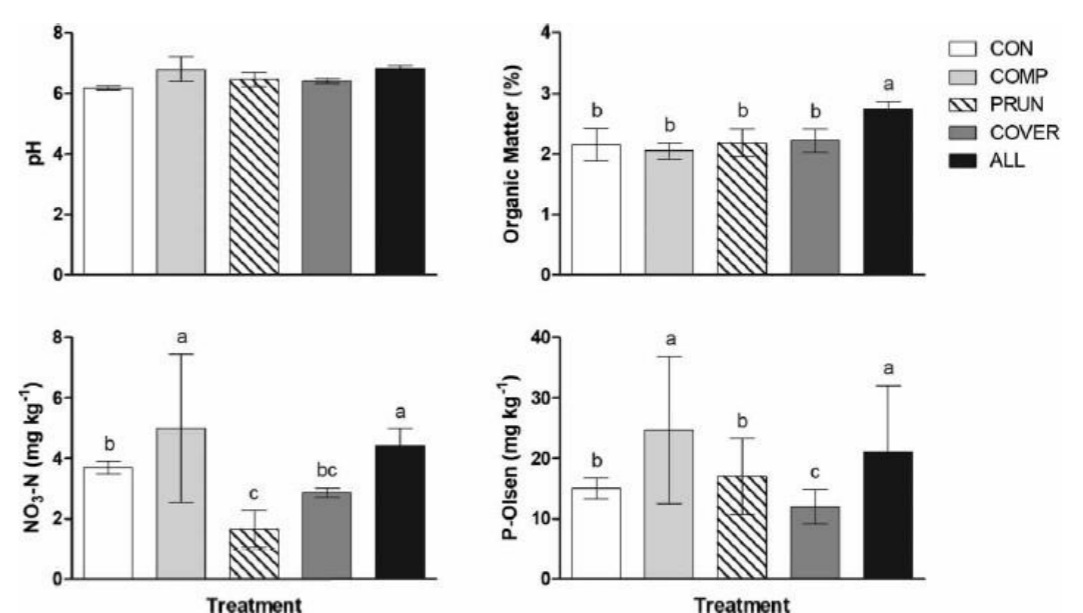 8
6
4
2
0
pH
4
3
2
1
0
Organic Matter (%)
b
b
b
b
a
CON
COMP
PRUN
COVER
ALL
8
6
4
2
0
NO₃-N (mg kg⁻¹)
b
a
c
bc
a
Treatment
40
30
20
10
0
P-Olsen (mg kg⁻¹)
b
a
b
c
a
Treatment